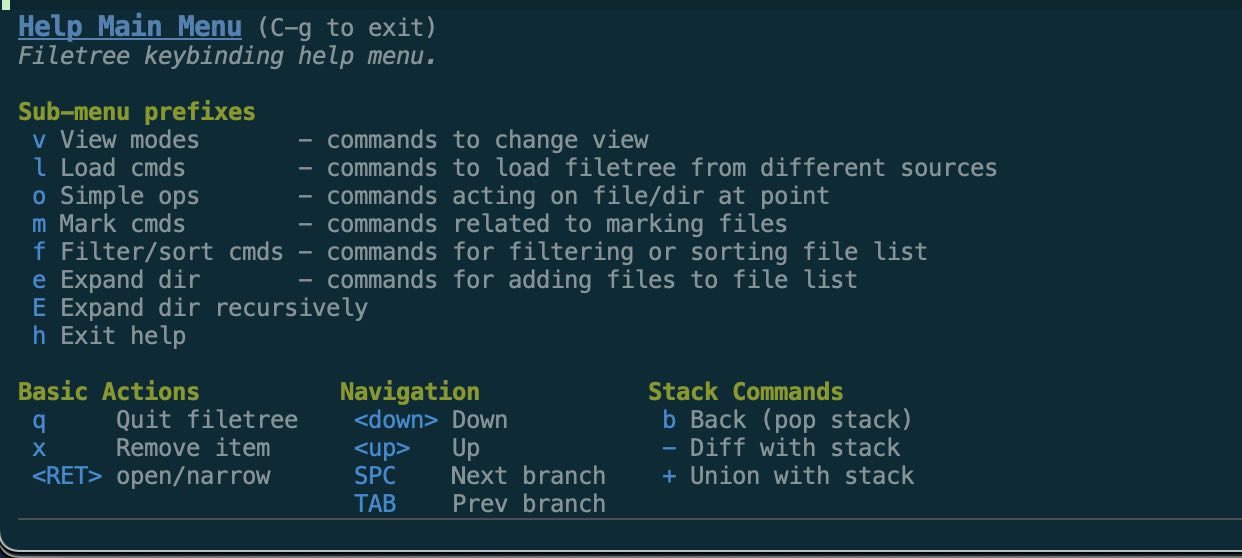 Help Main Menu (C-g to exit)
Filetree keybinding help menu.
Sub-menu prefixes
v View modes       - commands to change view
l Load cmds        - commands to load filetree from different sources
o Simple ops       - commands acting on file/dir at point
m Mark cmds        - commands related to marking files
f Filter/sort cmds - commands for filtering or sorting file list
e Expand dir       - commands for adding files to file list
E Expand dir recursively
h Exit help
Basic Actions          Navigation            Stack Commands
q     Quit filetree    <down> Down           b Back (pop stack)
x     Remove item      <up>   Up             - Diff with stack
<RET> open/narrow      SPC    Next branch    + Union with stack
TAB    Prev branch